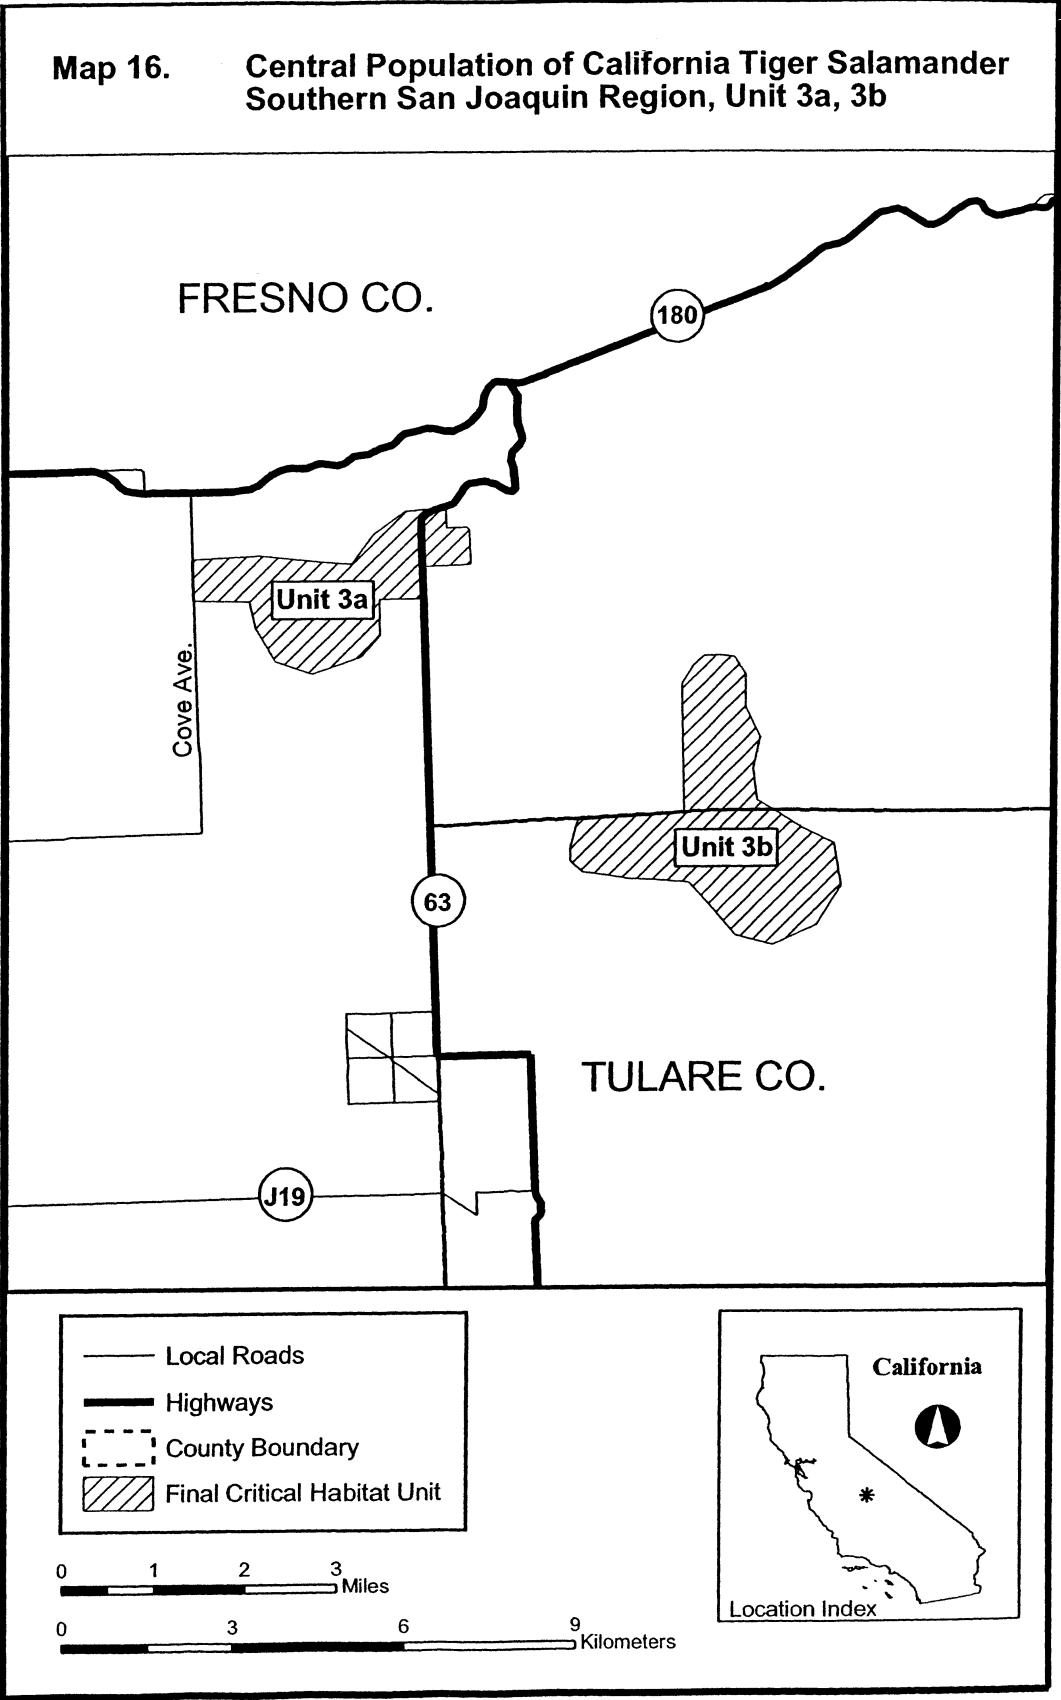 Map 16.
Central Population of California Tiger Salamander
Southern San Joaquin Region, Unit 3a, 3b
FRESNO CO.
180
Unit 3a
Cove Ave.
Unit 3b
63
TULARE CO.
J19
Local Roads
Highways
County Boundary
Final Critical Habitat Unit
0 1 2 3
Miles
0 3 6 9
Kilometers
California
Location Index